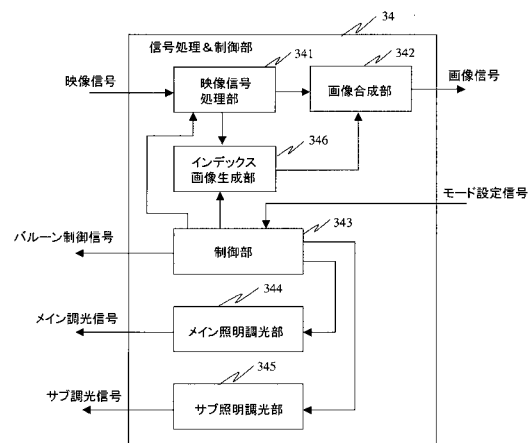 34
信号処理&制御部
341
342
映像信号
映像信号
処理部
画像合成部
画像信号
346
インデックス
画像生成部
モード設定信号
343
バルーン制御信号
制御部
344
メイン調光信号
メイン照明調光部
345
サブ調光信号
サブ照明調光部